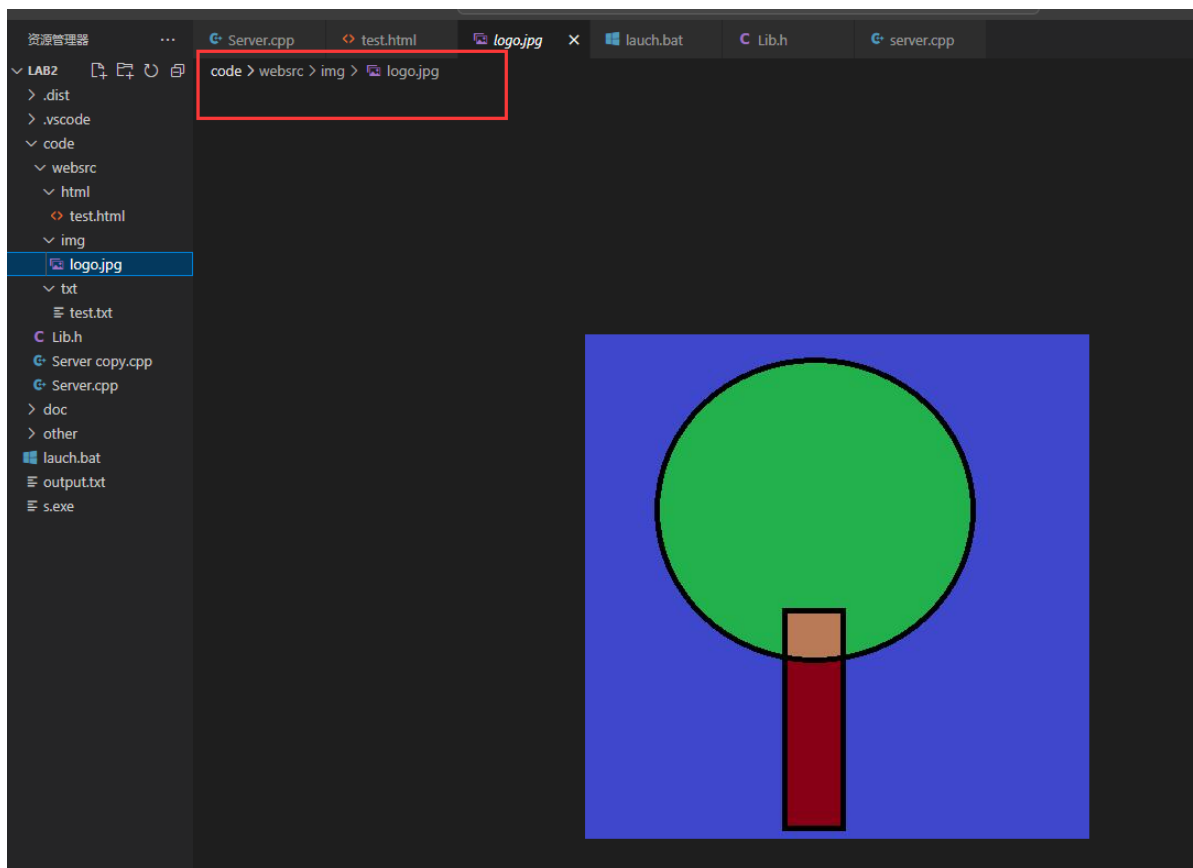 资源管理器 ...
Server.cpp test.html logo.jpg lauch.bat Lib.h server.cpp
LAB2
code > websrc > img > logo.jpg
.dist
.vscode
code
websrc
html
test.html
img
logo.jpg
txt
test.txt
C Lib.h
Server copy.cpp
Server.cpp
doc
other
lauch.bat
output.txt
s.exe